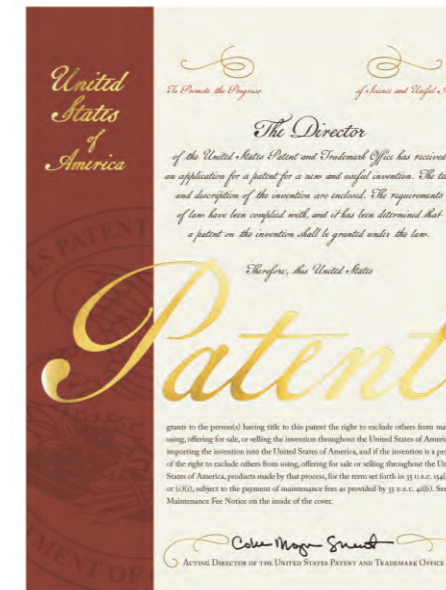 United
States
of
America
To Promote the Progress
of Science and Useful
The Director
of the United States Patent and Trademark Office has received
an application for a patent for a new and useful invention. The
and description of the invention are enclosed. The requirements
of law have been complied with, and it has been determined that
a patent on the invention shall be granted under the law.
Therefore, this United States
Patent
grants to the person(s) having title to this patent the right to exclude others from
using, offering for sale, or selling the invention throughout the United States of
importing the invention into the United States of America, and if the invention is a
of the right to exclude others from using, offering for sale or selling throughout the
States of America, products made by that process, for the term set forth in 35 U.S.C.
or (c)(1), subject to the payment of maintenance fees as provided by 35 U.S.C. 41(b). See
Maintenance Fee Notice on the inside of the cover.
ACTING DIRECTOR OF THE UNITED STATES PATENT AND TRADEMARK OFFICE